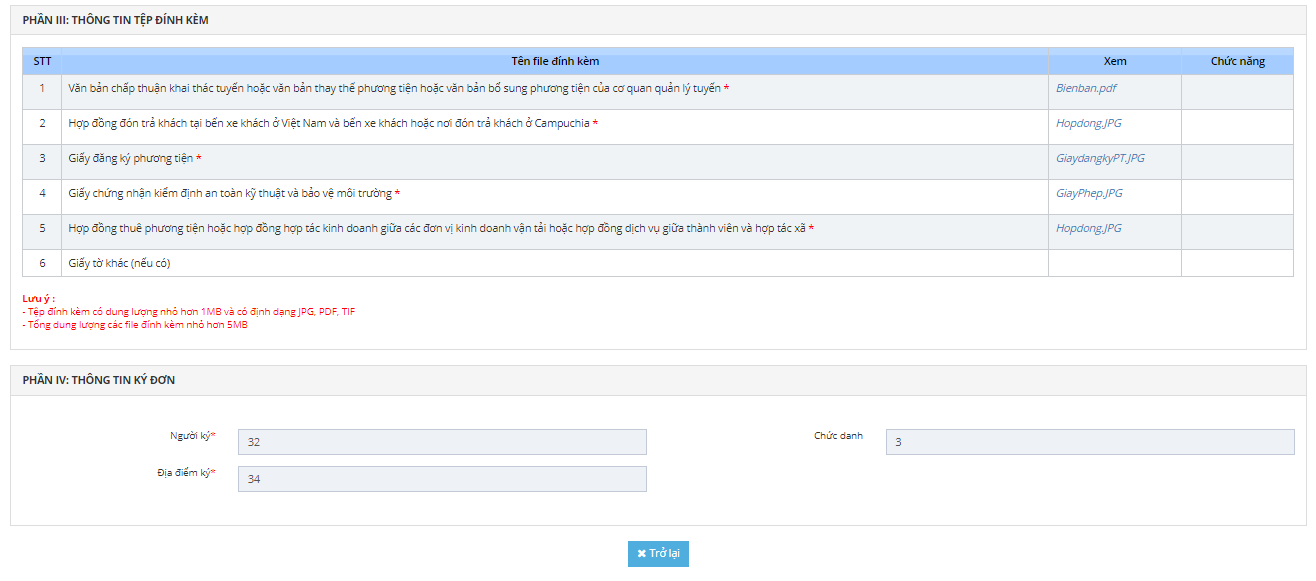 PHẦN III: THÔNG TIN TỆP ĐÍNH KÈM
STT Tên file đính kèm Xem Chức năng
1 Văn bản chấp thuận khai thác tuyến hoặc văn bản thay thế phương tiện hoặc văn bản bổ sung phương tiện của cơ quan quản lý tuyến * Bienban.pdf
2 Hợp đồng đón trả khách tại bến xe khách ở Việt Nam và bến xe khách hoặc nơi đón trả khách ở Campuchia * Hopdong.JPG
3 Giấy đăng ký phương tiện * GiaydangkyPT.JPG
4 Giấy chứng nhận kiểm định an toàn kỹ thuật và bảo vệ môi trường * GiayPhep.JPG
5 Hợp đồng thuê phương tiện hoặc hợp đồng hợp tác kinh doanh giữa các đơn vị kinh doanh vận tải hoặc hợp đồng dịch vụ giữa thành viên và hợp tác xã * Hopdong.JPG
6 Giấy tờ khác (nếu có)
Lưu ý :
- Tệp đính kèm có dung lượng nhỏ hơn 1MB và có định dạng JPG, PDF, TIF
- Tổng dung lượng các file đính kèm nhỏ hơn 5MB
PHẦN IV: THÔNG TIN KÝ ĐƠN
Người ký* 32 Chức danh 3
Địa điểm ký* 34
✖ Trở lại